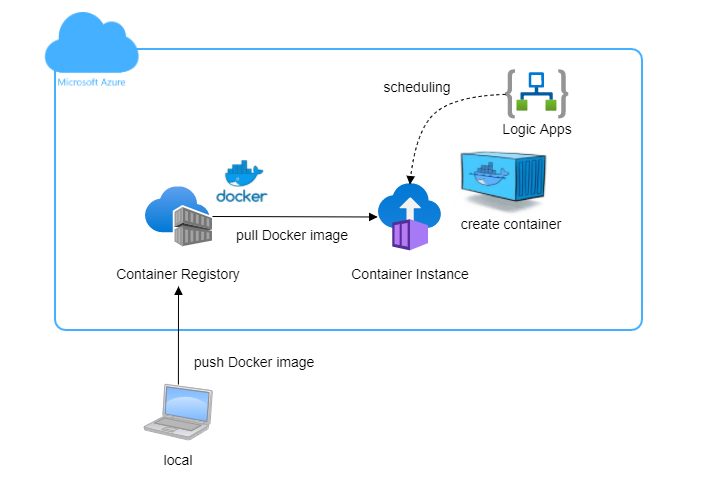 Microsoft Azure
scheduling
Logic Apps
docker
create container
pull Docker image
Container Registory
Container Instance
push Docker image
local